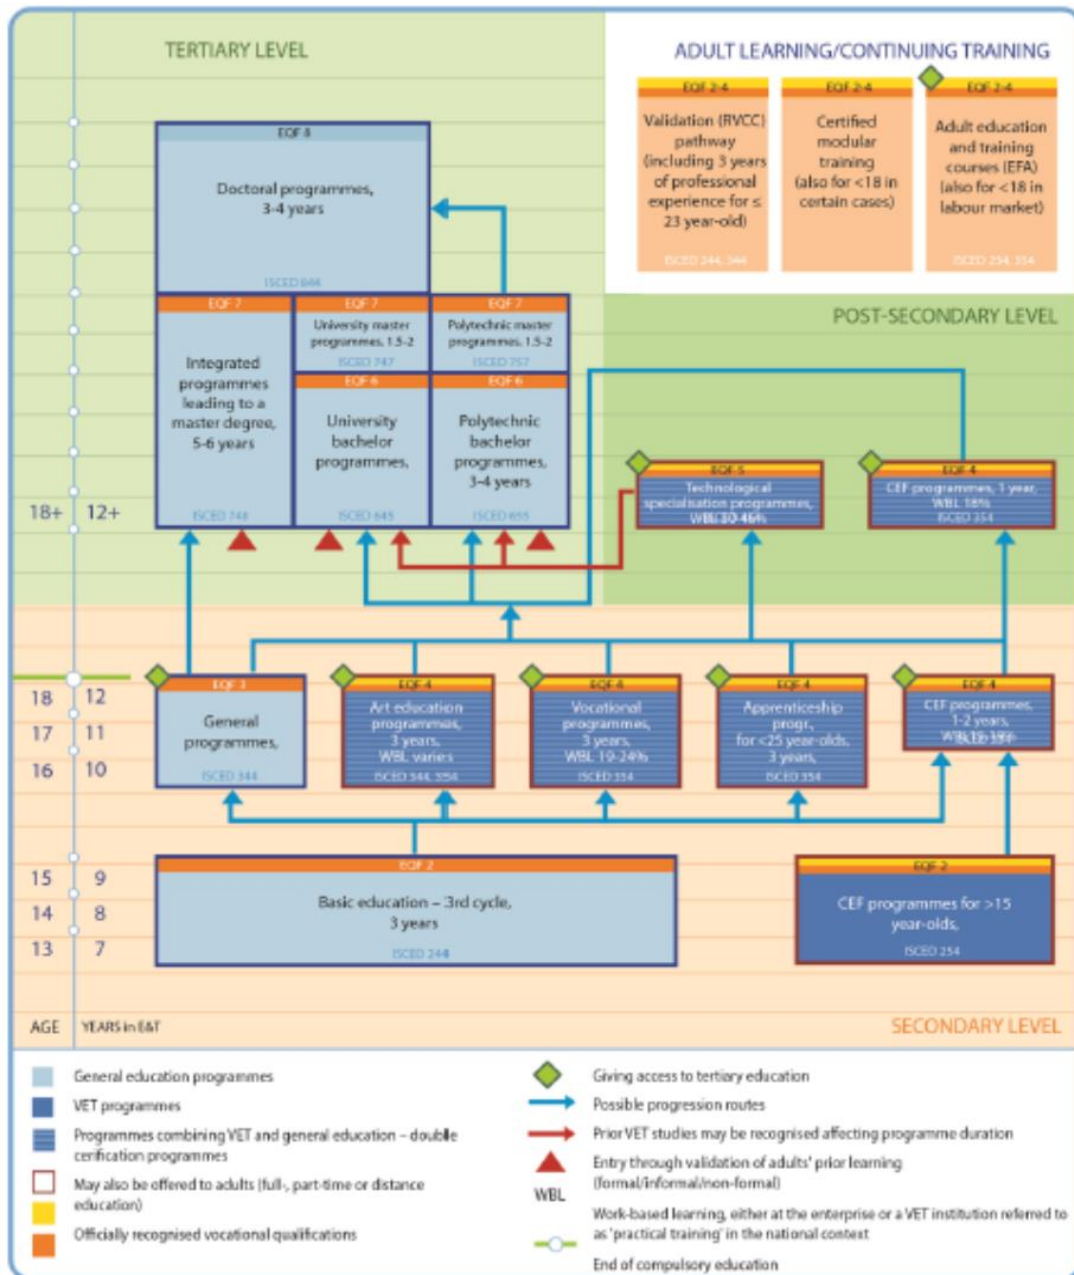 TERTIARY LEVEL
ADULT LEARNING/CONTINUING TRAINING
EQF 2-4
Validation (RVCC)
pathway
(including 3 years
of professional
experience for ≤
23 year-old)
ISCED 244, 344
EQF 2-4
Certified
modular
training
(also for <18 in
certain cases)
EQF 2-4
Adult education
and training
courses (EFA)
(also for <18 in
labour market)
ISCED 254, 354
EQF 8
Doctoral programmes,
3-4 years
ISCED 844
EQF 7
Integrated
programmes
leading to a
master degree,
5-6 years
ISCED 746
EQF 7
University master
programmes, 1.5-2
ISCED 747
EQF 7
Polytechnic master
programmes, 1.5-2
ISCED 757
EQF 6
University
bachelor
programmes,
ISCED 645
EQF 6
Polytechnic
bachelor
programmes,
3-4 years
ISCED 655
POST-SECONDARY LEVEL
EQF 5
Technological
specialisation programmes,
WBL 30-46%
EQF 4
CEF programmes, 1 year,
WBL 18%
ISCED 354
18+ 12+
EQF 3
General
programmes,
ISCED 344
EQF 4
Art education
programmes,
3 years,
WBL varies
ISCED 344, 354
EQF 4
Vocational
programmes,
3 years,
WBL 19-24%
ISCED 354
EQF 4
Apprenticeship
progr.
for <25 year-olds,
3 years,
ISCED 354
EQF 4
CEF programmes,
1-2 years,
18 12
17 11
16 10
EQF 2
Basic education – 3rd cycle,
3 years
ISCED 244
EQF 2
CEF programmes for >15
year-olds,
ISCED 254
15 9
14 8
13 7
AGE YEARS in E&T
SECONDARY LEVEL
General education programmes
VET programmes
Programmes combining VET and general education – double
cerification programmes
May also be offered to adults (full-, part-time or distance
education)
Officially recognised vocational qualifications
Giving access to tertiary education
Possible progression routes
Prior VET studies may be recognised affecting programme duration
Entry through validation of adults' prior learning
(formal/informal/non-formal)
WBL
Work-based learning, either at the enterprise or a VET institution referred to
as 'practical training' in the national context
End of compulsory education